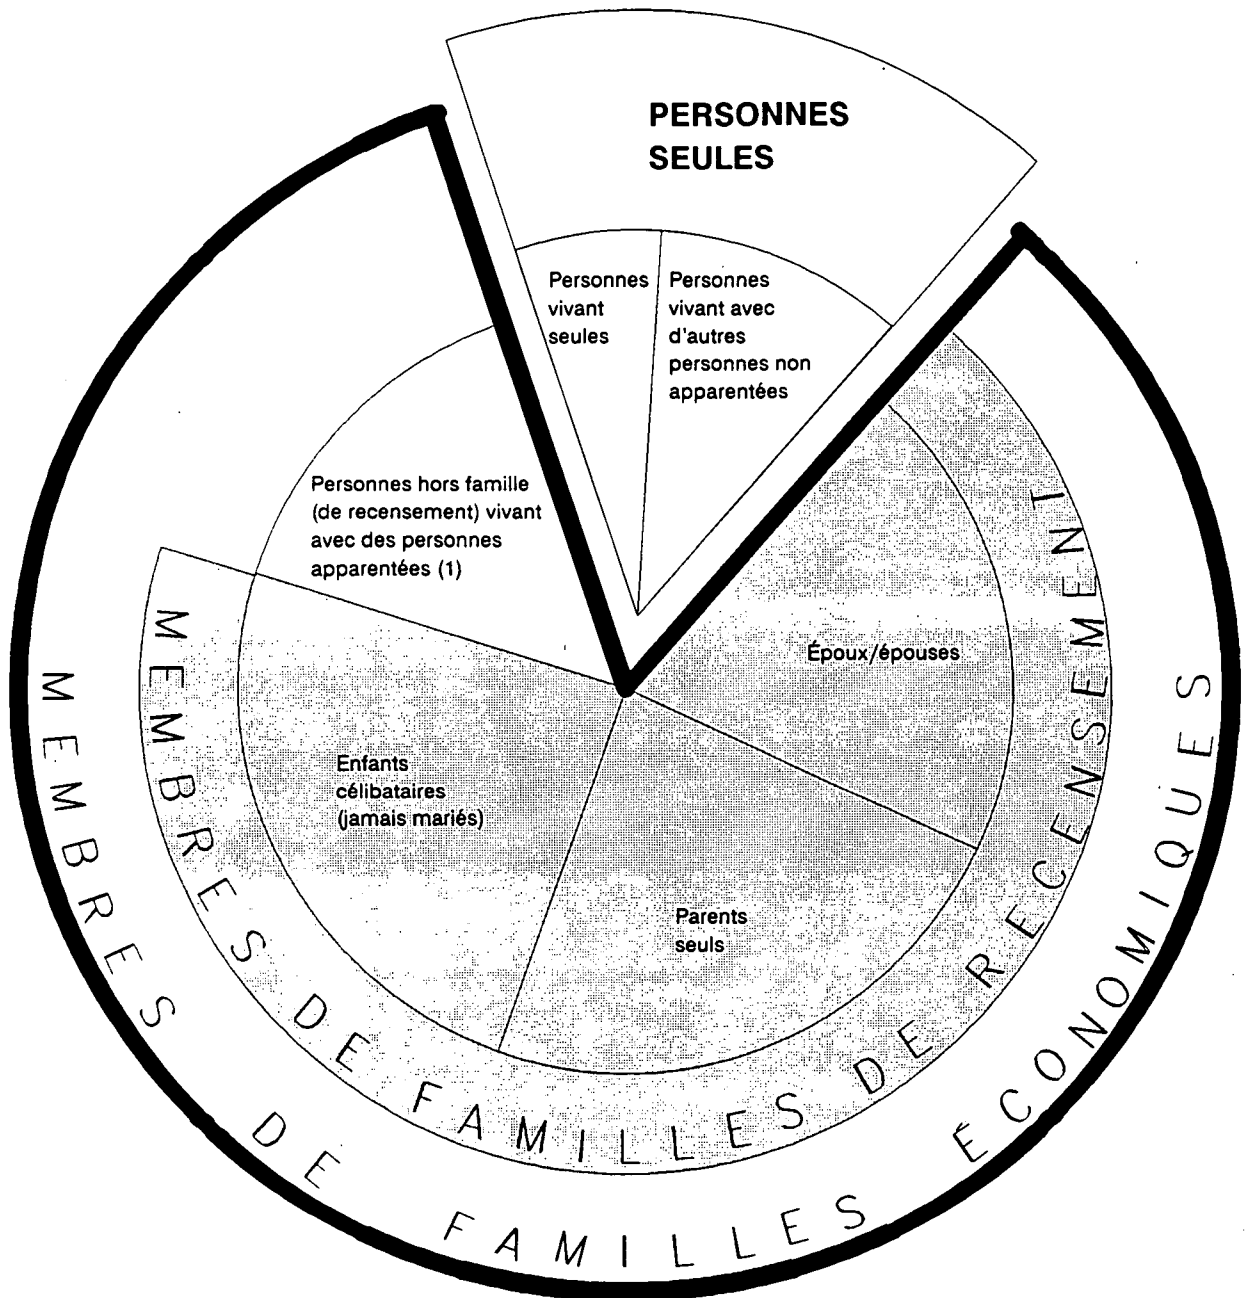 PERSONNES
SEULES
Personnes
vivant
seules
Personnes
vivant avec
d'autres
personnes non
apparentées
Personnes hors famille
(de recensement) vivant
avec des personnes
apparentées (1)
Époux/épouses
Enfants
célibataires
(jamais mariés)
Parents
seuls
MEMBRES DE FAMILLES DE RECENSEMENT
MEMBRES DE FAMILLES ÉCONOMIQUES